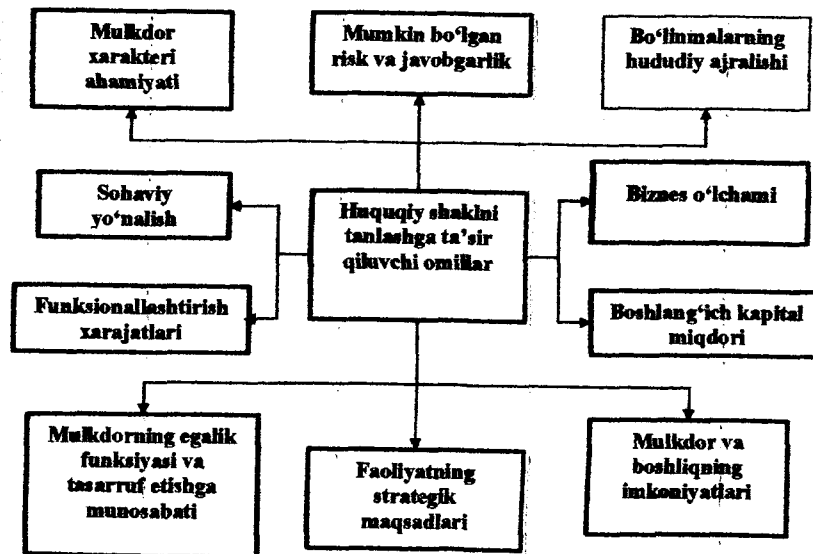 Mulkdor
xarakteri
ahamiyati
Mumkin bo‘lgan
risk va javobgarlik
Bo‘linmalarning
hududiy ajralishi
Sohaviy
yo‘nalish
Huquqiy shaklni
tanlashga ta’sir
qiluvchi omillar
Biznes o‘lchami
Funksionallashtirish
xarajatlari
Boshlang‘ich kapital
miqdori
Mulkdorning egalik
funksiyasi va
tasarruf etishga
munosabati
Faoliyatning
strategik
maqsadlari
Mulkdor va
boshliqning
imkoniyatlari